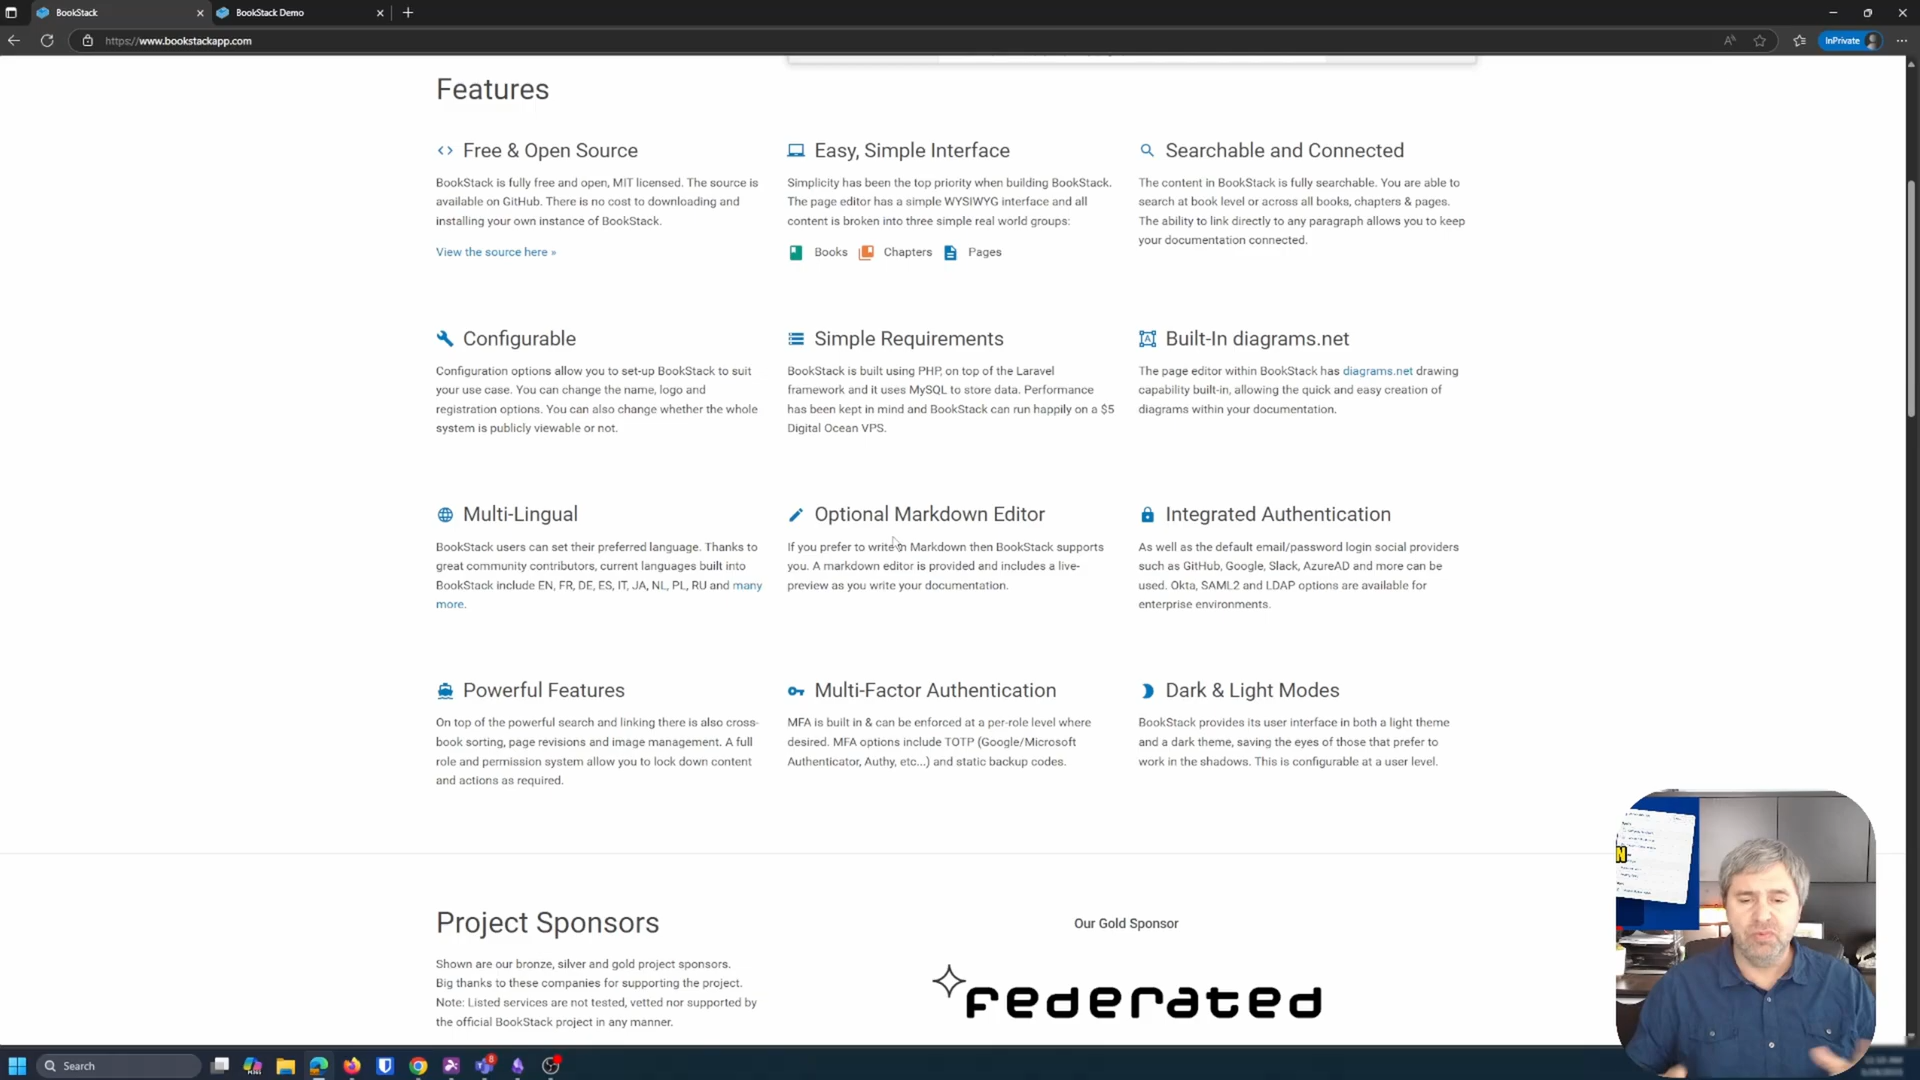 BookStack
BookStack Demo
https://www.bookstackapp.com
InPrivate
Features
Free & Open Source
BookStack is fully free and open, MIT licensed. The source is
available on GitHub. There is no cost to downloading and
installing your own instance of BookStack.
View the source here »
Easy, Simple Interface
Simplicity has been the top priority when building BookStack.
The page editor has a simple WYSIWYG interface and all
content is broken into three simple real world groups:
Books Chapters Pages
Searchable and Connected
The content in BookStack is fully searchable. You are able to
search at book level or across all books, chapters & pages.
The ability to link directly to any paragraph allows you to keep
your documentation connected.
Configurable
Configuration options allow you to set-up BookStack to suit
your use case. You can change the name, logo and
registration options. You can also change whether the whole
system is publicly viewable or not.
Simple Requirements
BookStack is built using PHP, on top of the Laravel
framework and it uses MySQL to store data. Performance
has been kept in mind and BookStack can run happily on a $5
Digital Ocean VPS.
Built-In diagrams.net
The page editor within BookStack has diagrams.net drawing
capability built-in, allowing the quick and easy creation of
diagrams within your documentation.
Multi-Lingual
BookStack users can set their preferred language. Thanks to
great community contributors, current languages built into
BookStack include EN, FR, DE, ES, IT, JA, NL, PL, RU and many
more.
Optional Markdown Editor
If you prefer to write in Markdown then BookStack supports
you. A markdown editor is provided and includes a live-
preview as you write your documentation.
Integrated Authentication
As well as the default email/password login social providers
such as GitHub, Google, Slack, AzureAD and more can be
used. Okta, SAML2 and LDAP options are available for
enterprise environments.
Powerful Features
On top of the powerful search and linking there is also cross-
book sorting, page revisions and image management. A full
role and permission system allow you to lock down content
and actions as required.
Multi-Factor Authentication
MFA is built in & can be enforced at a per-role level where
desired. MFA options include TOTP (Google/Microsoft
Authenticator, Authy, etc...) and static backup codes.
Dark & Light Modes
BookStack provides its user interface in both a light theme
and a dark theme, saving the eyes of those that prefer to
work in the shadows. This is configurable at a user level.
Project Sponsors
Shown are our bronze, silver and gold project sponsors.
Big thanks to these companies for supporting the project.
Note: Listed services are not tested, vetted nor supported by
the official BookStack project in any manner.
Our Gold Sponsor
federated
Search
8